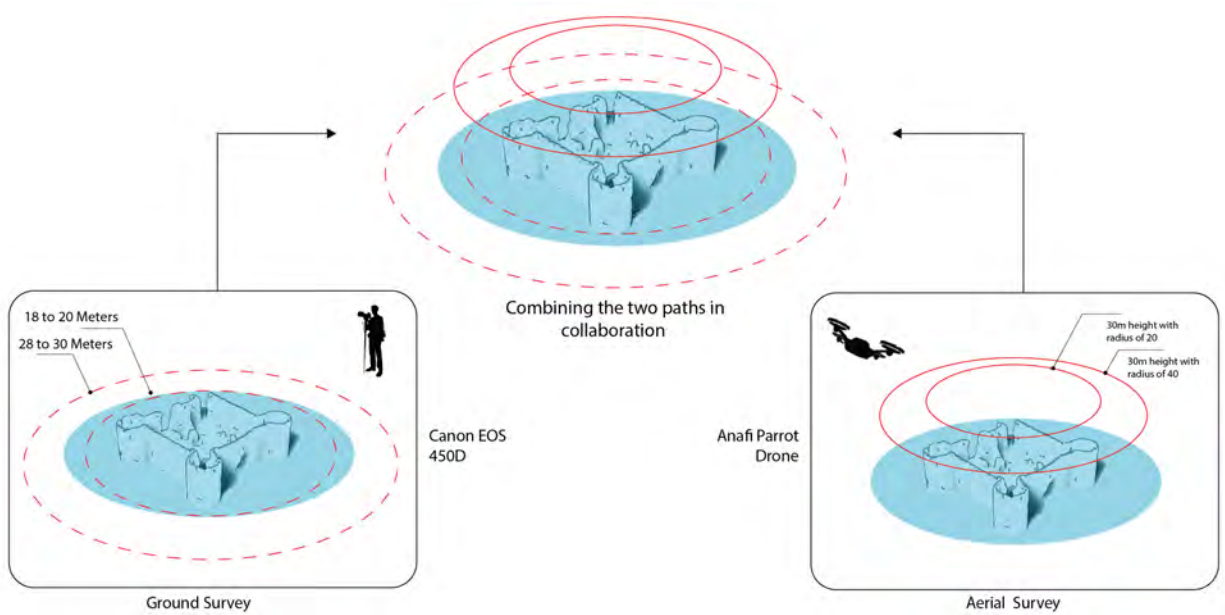 Combining the two paths in
collaboration
18 to 20 Meters
28 to 30 Meters
Canon EOS
450D
Ground Survey
Anafi Parrot
Drone
30m height with
radius of 20
30m height with
radius of 40
Aerial Survey